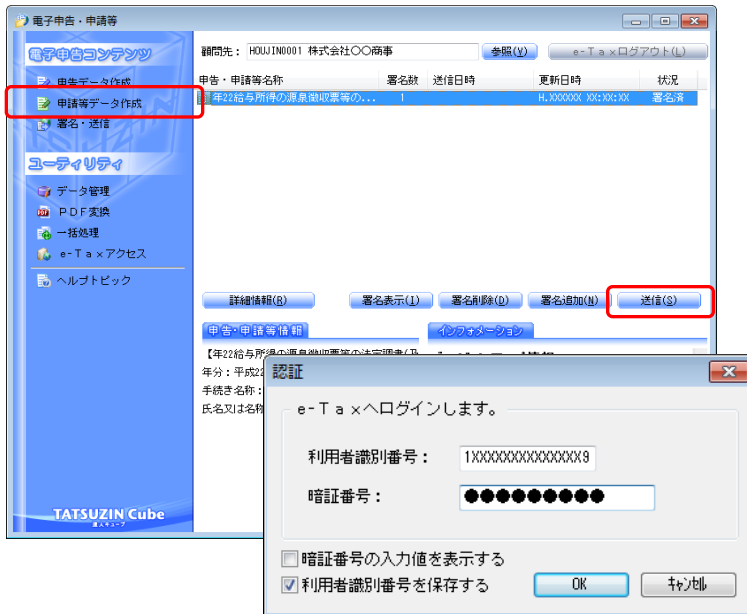 電子申告・申請等
電子申告コンテンツ
申告データ作成
申請等データ作成
署名・送信
ユーティリティ
データ管理
PDF変換
一括処理
e-Taxアクセス
ヘルプトピック
TATSUZIN Cube
達人キューブ
顧問先： HOUJIN0001 株式会社○○商事 参照(V) e-Taxログアウト(L)
申告・申請等名称 署名数 送信日時 更新日時 状況
年22給与所得の源泉徴収票等の... 1 H.XXXXXX XX:XX:XX 署名済
詳細情報(R) 署名表示(I) 署名削除(D) 署名追加(N) 送信(S)
申告・申請等情報 インフォメーション
【年22給与所得の源泉徴収票等の法定調書(及
年分：平成22
手続き名称：
氏名又は名称
認証
e-Taxへログインします。
利用者識別番号： 1XXXXXXXXXXXXXX9
暗証番号： ●●●●●●●●●
暗証番号の入力値を表示する
利用者識別番号を保存する OK キャンセル